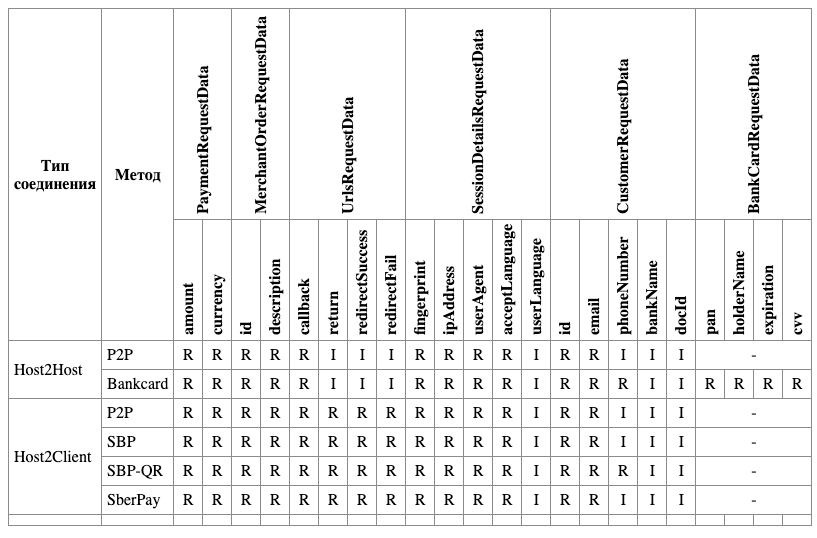 Тип соединения Метод PaymentRequestData MerchantOrderRequestData UrlsRequestData SessionDetailsRequestData CustomerRequestData BankCardRequestData
amount currency id description callback return redirectSuccess redirectFail fingerprint ipAddress userAgent acceptLanguage userLanguage id email phoneNumber bankName docId pan holderName expiration cvv
Host2Host P2P R R R R R I I I R R R R I R R I I I -
Bankcard R R R R R I I I R R R R I R R R I I R R R R
Host2Client P2P R R R R R R R R R R R R I R R I I I -
SBP R R R R R R R R R R R R I R R I I I -
SBP-QR R R R R R R R R R R R R I R R R I I -
SberPay R R R R R R R R R R R R I R R I I I -